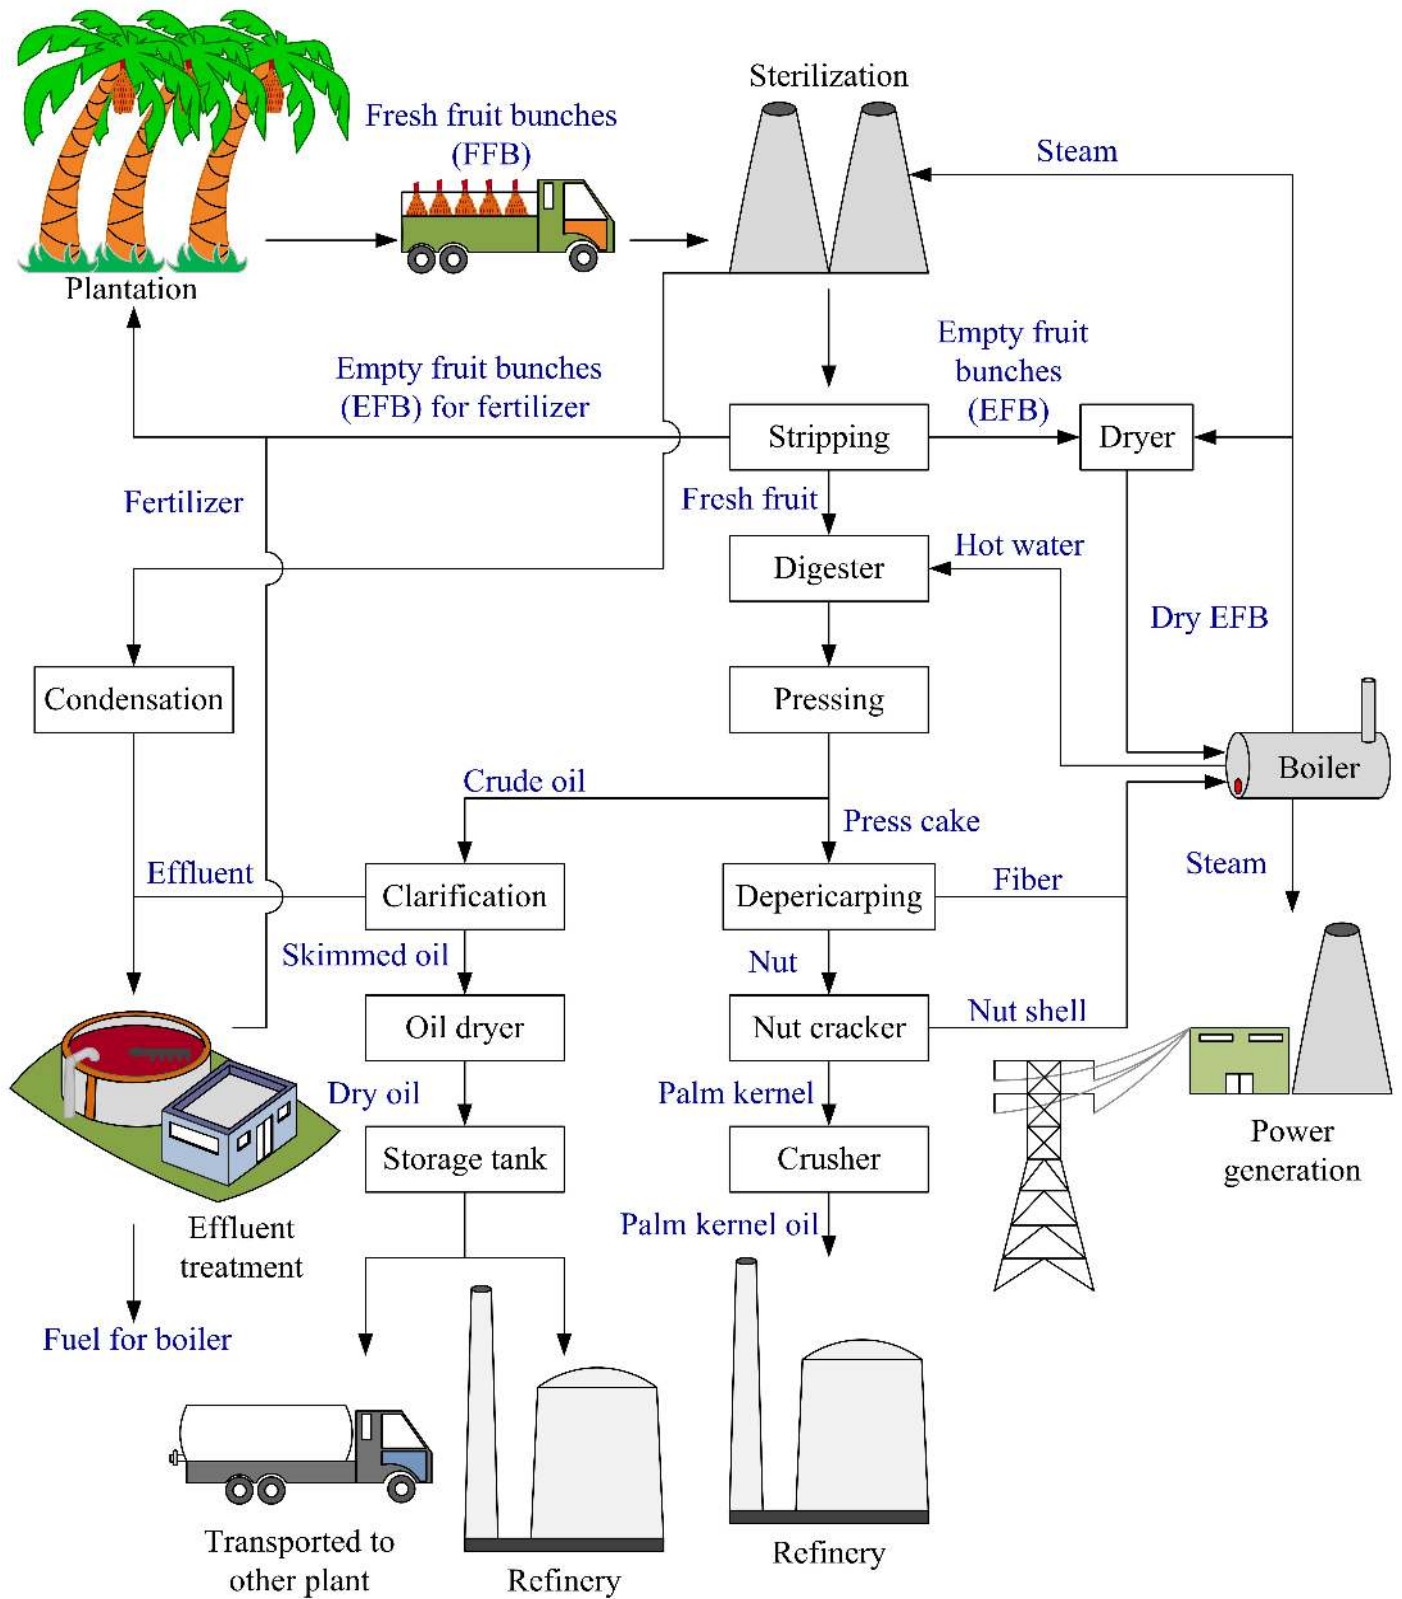 Sterilization
Fresh fruit bunches
(FFB)
Steam
Plantation
Empty fruit
bunches
(EFB)
Empty fruit bunches
(EFB) for fertilizer
Stripping
Dryer
Fertilizer
Fresh fruit
Hot water
Digester
Dry EFB
Condensation
Pressing
Boiler
Crude oil
Press cake
Steam
Effluent
Clarification
Depericarping
Fiber
Skimmed oil
Nut
Oil dryer
Nut cracker
Nut shell
Dry oil
Palm kernel
Power
generation
Storage tank
Crusher
Effluent
treatment
Palm kernel oil
Fuel for boiler
Transported to
other plant
Refinery
Refinery